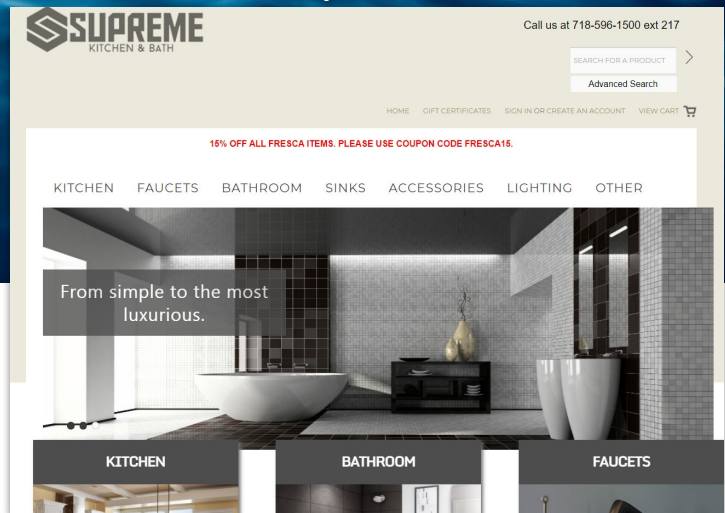 SUPREME
KITCHEN & BATH
Call us at 718-596-1500 ext 217
SEARCH FOR A PRODUCT
Advanced Search
HOME GIFT CERTIFICATES SIGN IN OR CREATE AN ACCOUNT VIEW CART
15% OFF ALL FRESCA ITEMS. PLEASE USE COUPON CODE FRESCA15.
KITCHEN FAUCETS BATHROOM SINKS ACCESSORIES LIGHTING OTHER
From simple to the most
luxurious.
KITCHEN BATHROOM FAUCETS